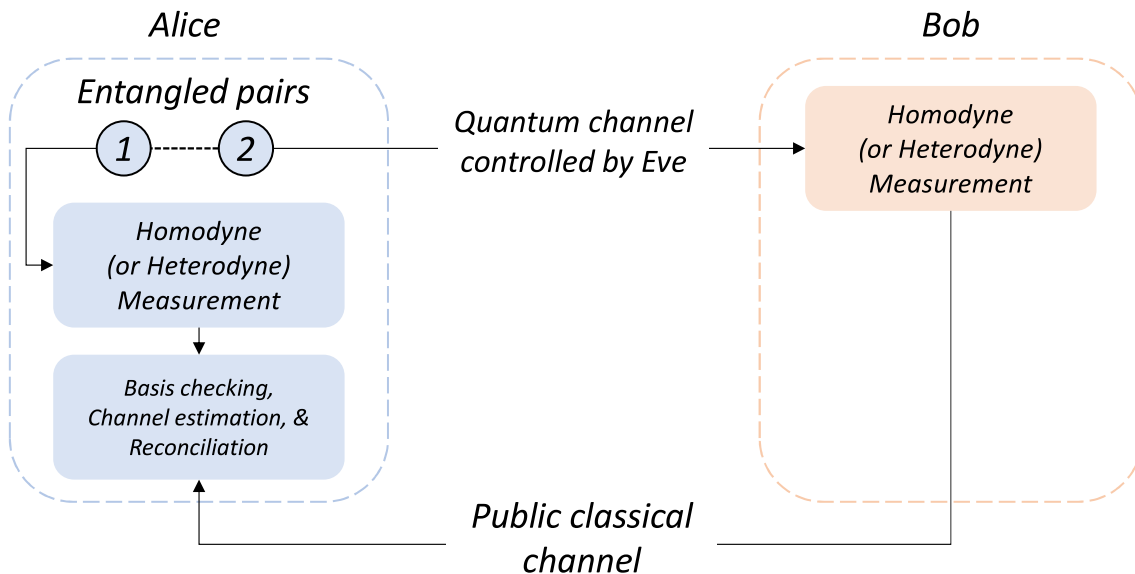 Alice
Bob
Entangled pairs
1
2
Quantum channel
controlled by Eve
Homodyne
(or Heterodyne)
Measurement
Homodyne
(or Heterodyne)
Measurement
Basis checking,
Channel estimation, &
Reconciliation
Public classical
channel